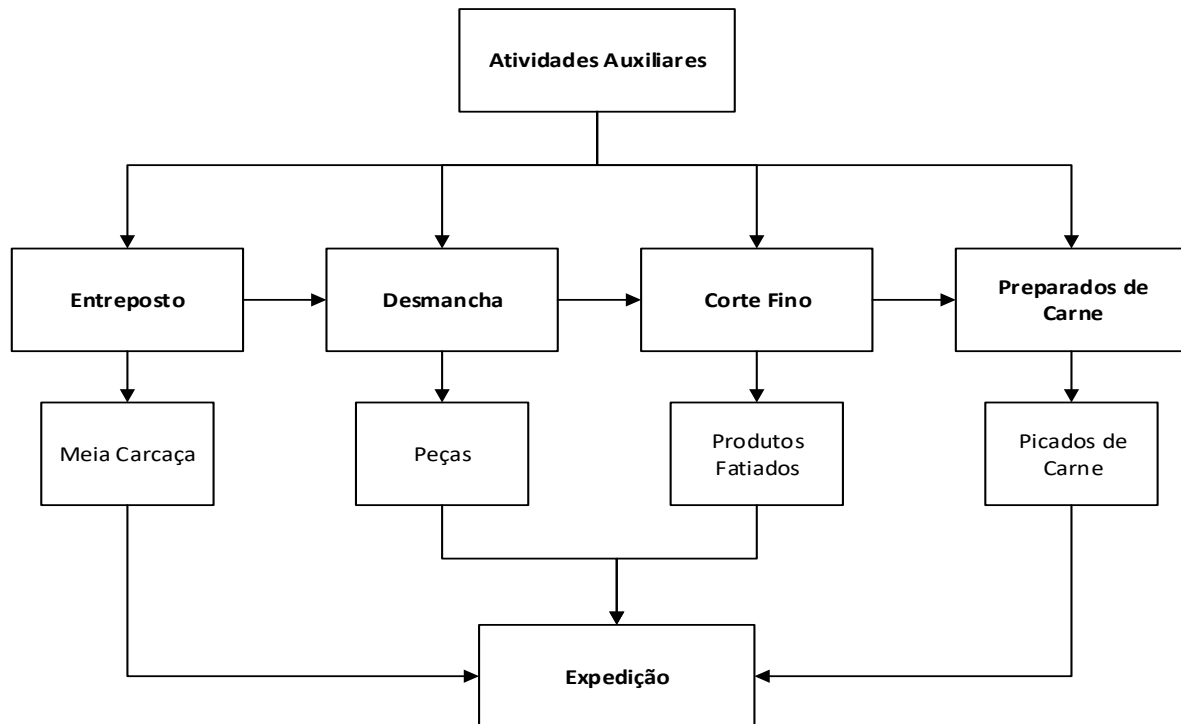 Atividades Auxiliares
Entreposto
Desmancha
Corte Fino
Preparados de
Carne
Meia Carcaça
Peças
Produtos
Fatiados
Picados de
Carne
Expedição